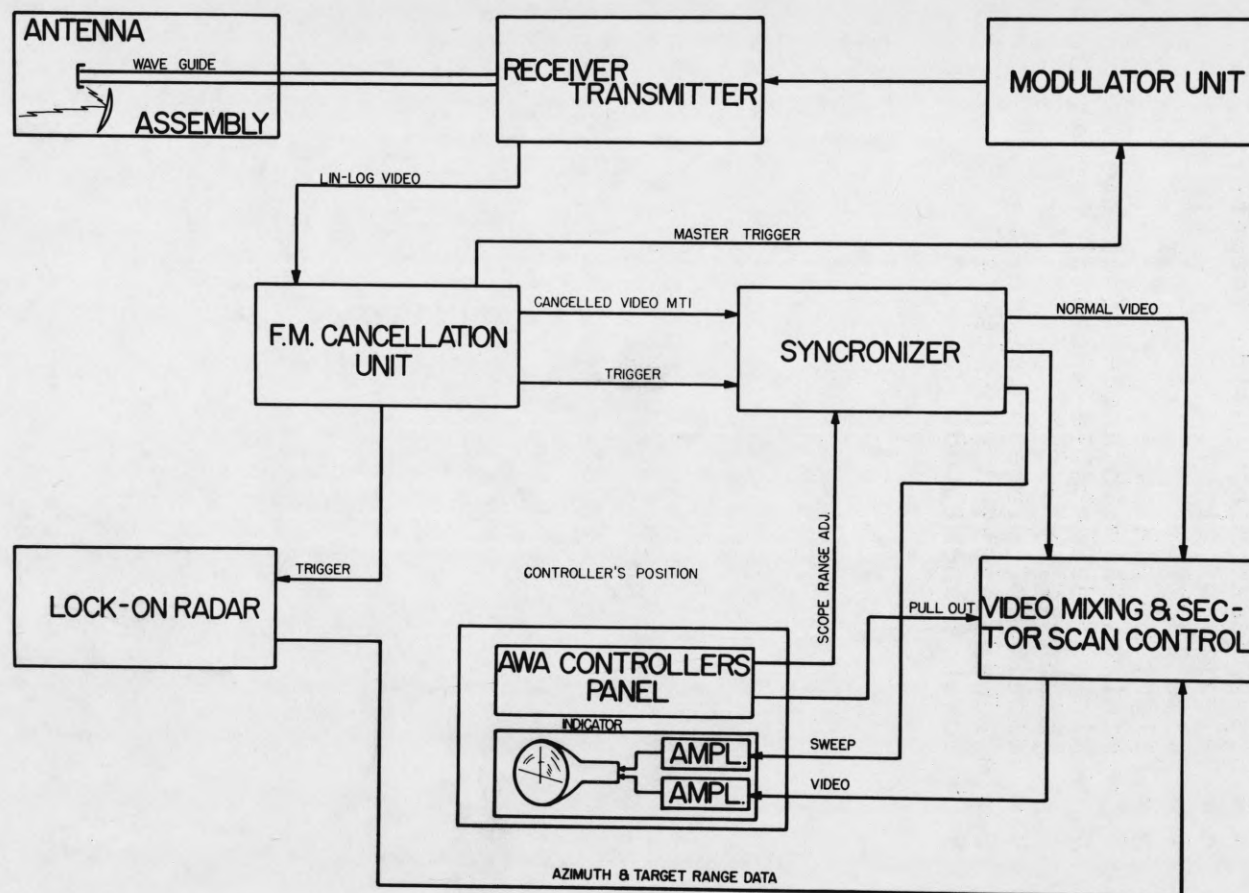 ANTENNA
WAVE GUIDE
ASSEMBLY
RECEIVER
TRANSMITTER
MODULATOR UNIT
LIN-LOG VIDEO
MASTER TRIGGER
F.M. CANCELLATION
UNIT
CANCELLED VIDEO MTI
TRIGGER
SYNCRONIZER
NORMAL VIDEO
TRIGGER
LOCK-ON RADAR
CONTROLLER'S POSITION
SCOPE RANGE ADJ.
PULL OUT
VIDEO MIXING & SEC-
TOR SCAN CONTROL
AWA CONTROLLERS
PANEL
INDICATOR
AMPL.
SWEEP
AMPL.
VIDEO
AZIMUTH & TARGET RANGE DATA